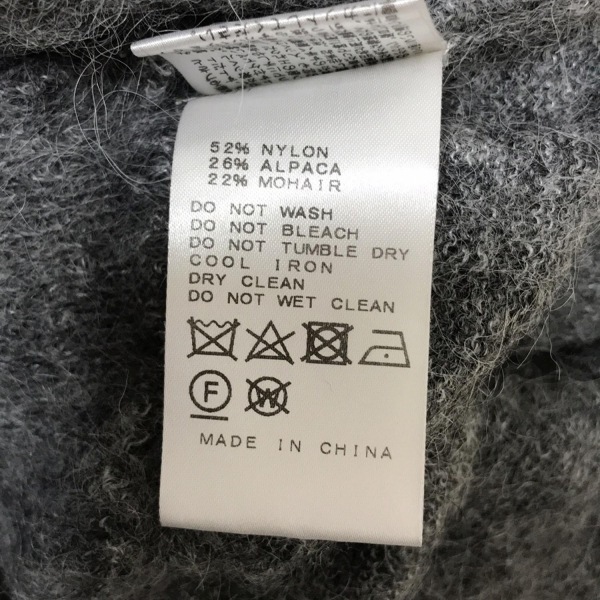 52% NYLON
26% ALPACA
22% MOHAIR
DO NOT WASH
DO NOT BLEACH
DO NOT TUMBLE DRY
COOL IRON
DRY CLEAN
DO NOT WET CLEAN
F W
MADE IN CHINA